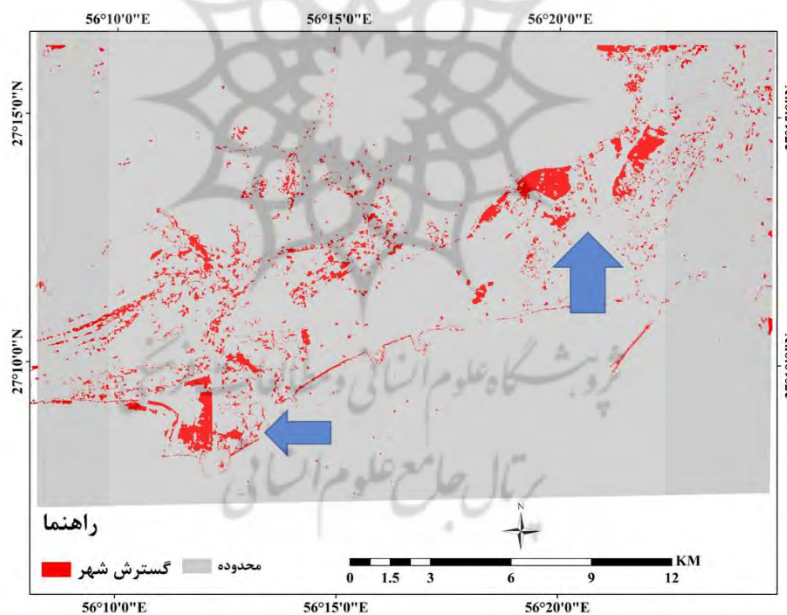 56°10'0"E 56°15'0"E 56°20'0"E
27°15'0"N
27°10'0"N
پژوهشگاه علوم انسانی و مطالعات فرهنگی
پرتال جامع علوم انسانی
N
راهنما
گسترش شهر
محدوده
KM
0 1.5 3 6 9 12
56°10'0"E 56°15'0"E 56°20'0"E